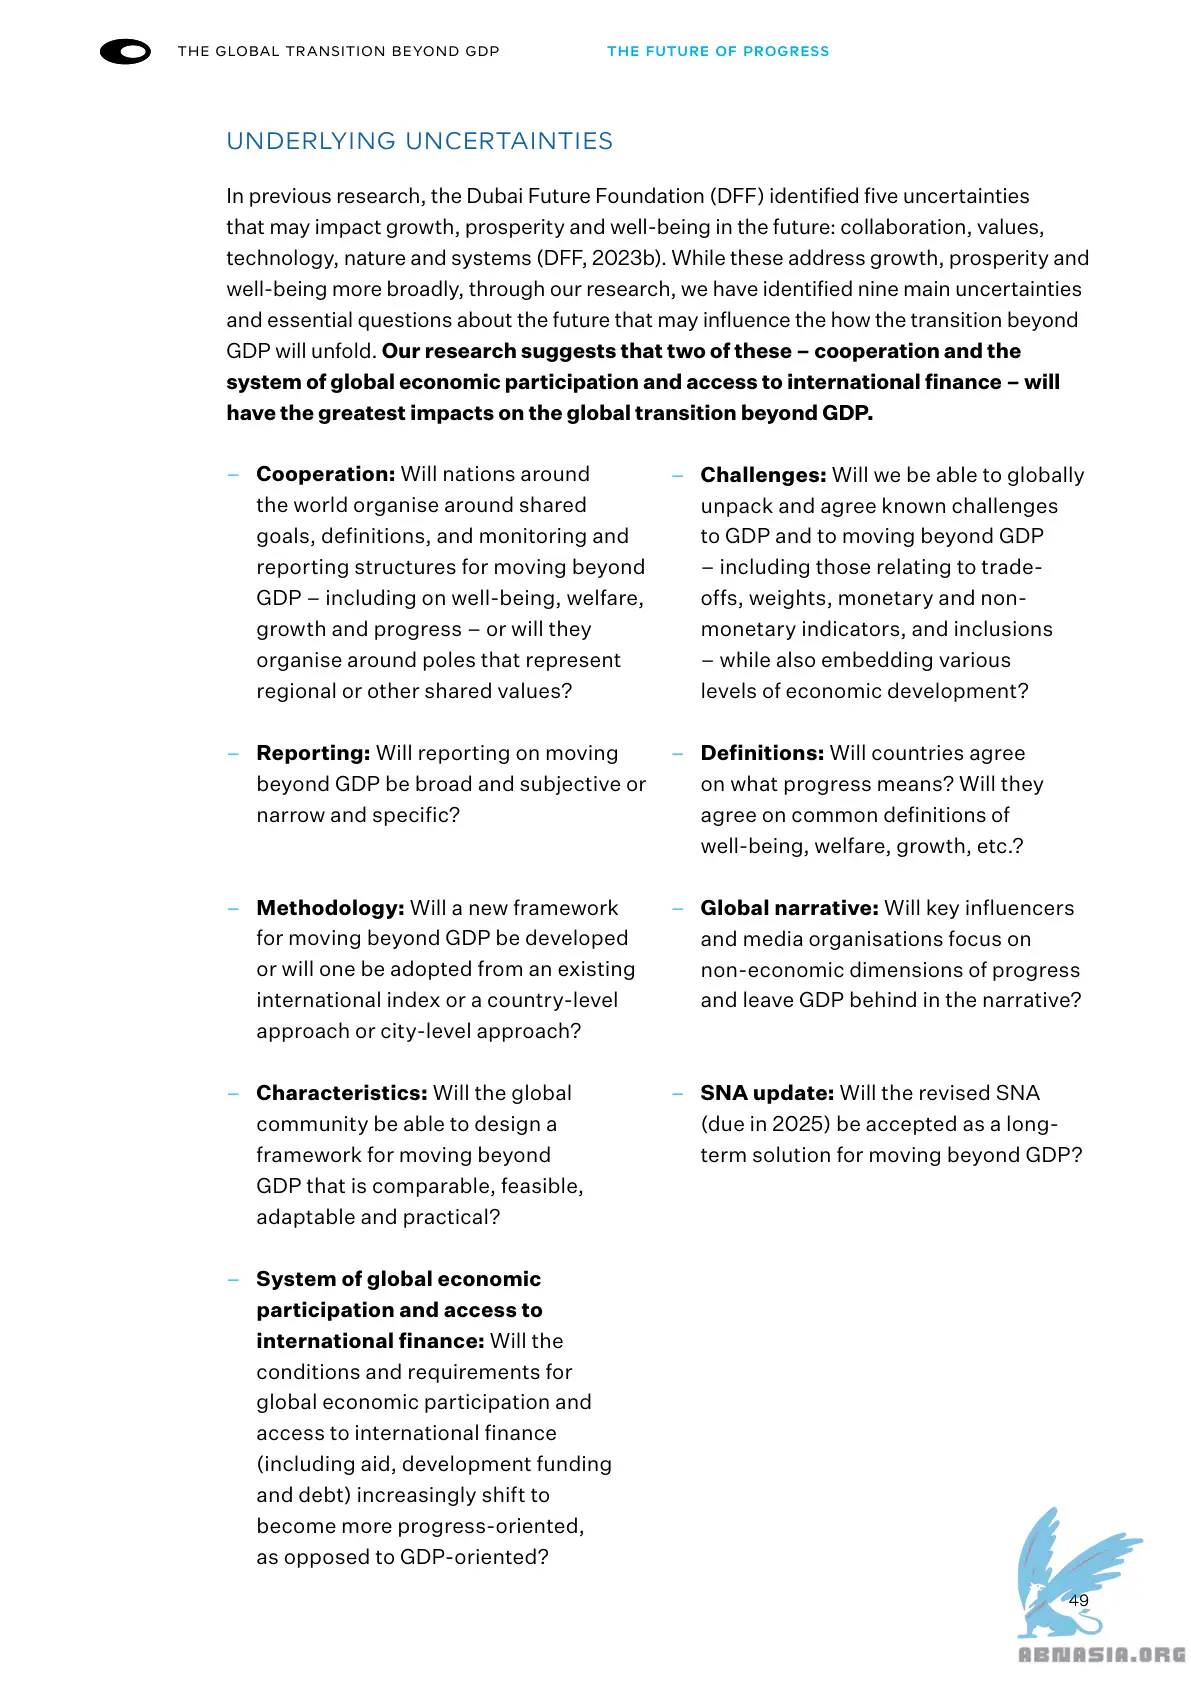 THE GLOBAL TRANSITION BEYOND GDP
THE FUTURE OF PROGRESS
UNDERLYING UNCERTAINTIES
In previous research, the Dubai Future Foundation (DFF) identified five uncertainties
that may impact growth, prosperity and well-being in the future: collaboration, values,
technology, nature and systems (DFF, 2023b). While these address growth, prosperity and
well-being more broadly, through our research, we have identified nine main uncertainties
and essential questions about the future that may influence the how the transition beyond
GDP will unfold. Our research suggests that two of these – cooperation and the
system of global economic participation and access to international finance – will
have the greatest impacts on the global transition beyond GDP.
– Cooperation: Will nations around
the world organise around shared
goals, definitions, and monitoring and
reporting structures for moving beyond
GDP – including on well-being, welfare,
growth and progress – or will they
organise around poles that represent
regional or other shared values?
– Challenges: Will we be able to globally
unpack and agree known challenges
to GDP and to moving beyond GDP
– including those relating to trade-
offs, weights, monetary and non-
monetary indicators, and inclusions
– while also embedding various
levels of economic development?
– Reporting: Will reporting on moving
beyond GDP be broad and subjective or
narrow and specific?
– Definitions: Will countries agree
on what progress means? Will they
agree on common definitions of
well-being, welfare, growth, etc.?
– Methodology: Will a new framework
for moving beyond GDP be developed
or will one be adopted from an existing
international index or a country-level
approach or city-level approach?
– Global narrative: Will key influencers
and media organisations focus on
non-economic dimensions of progress
and leave GDP behind in the narrative?
– Characteristics: Will the global
community be able to design a
framework for moving beyond
GDP that is comparable, feasible,
adaptable and practical?
– SNA update: Will the revised SNA
(due in 2025) be accepted as a long-
term solution for moving beyond GDP?
– System of global economic
participation and access to
international finance: Will the
conditions and requirements for
global economic participation and
access to international finance
(including aid, development funding
and debt) increasingly shift to
become more progress-oriented,
as opposed to GDP-oriented?
49
ABNASIA.ORG